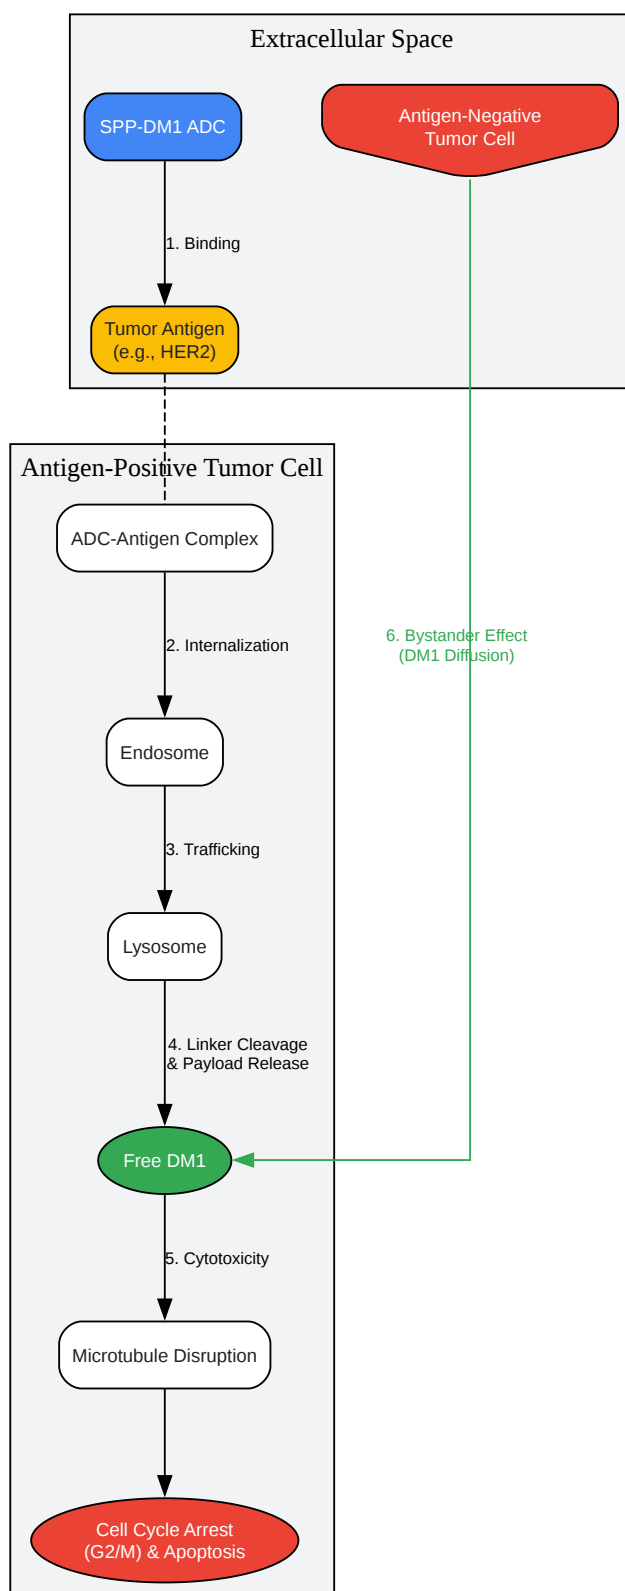 Extracellular Space
SPP-DM1 ADC
Antigen-Negative
Tumor Cell
1. Binding
Tumor Antigen
(e.g., HER2)
Antigen-Positive Tumor Cell
ADC-Antigen Complex
2. Internalization
6. Bystander Effect
(DM1 Diffusion)
Endosome
3. Trafficking
Lysosome
4. Linker Cleavage
& Payload Release
Free DM1
5. Cytotoxicity
Microtubule Disruption
Cell Cycle Arrest
(G2/M) & Apoptosis